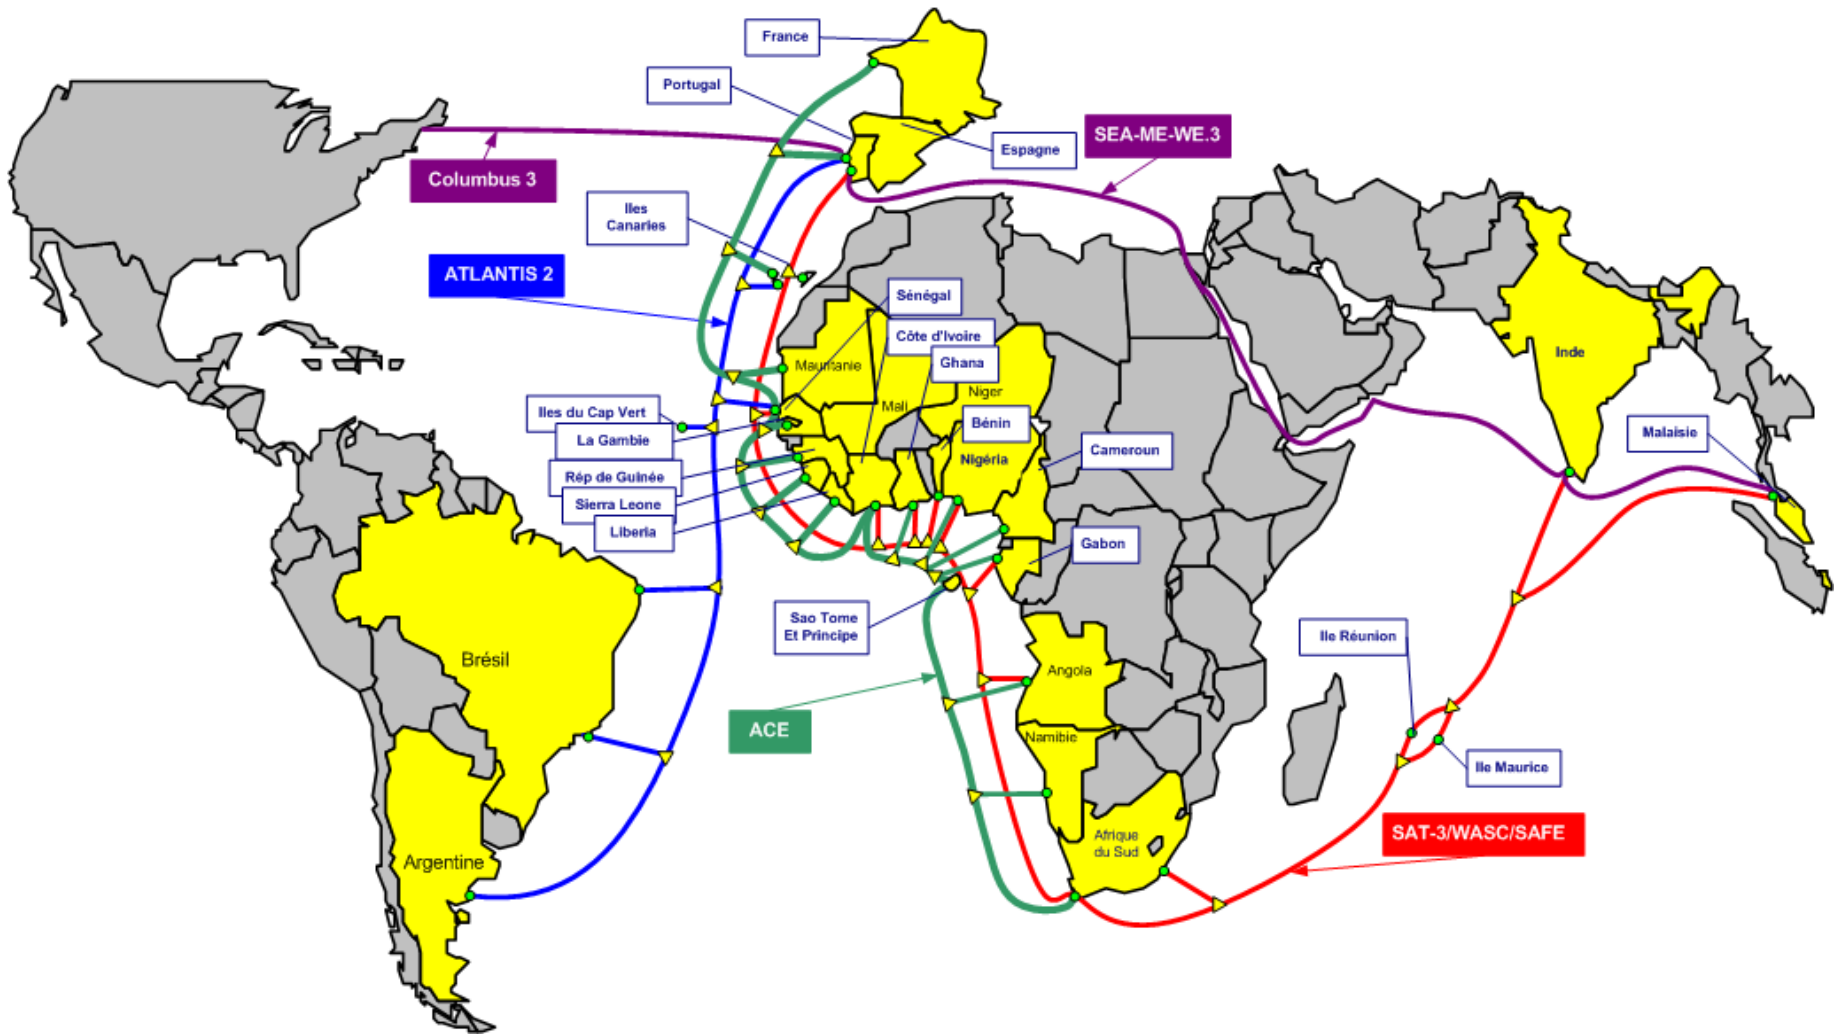 France
Portugal
SEA-ME-WE.3
Espagne
Columbus 3
Iles
Canaries
ATLANTIS 2
Sénégal
Côte d'Ivoire
Ghana
Inde
Mauritanie
Niger
Mali
Iles du Cap Vert
Bénin
La Gambie
Malaisie
Cameroun
Nigéria
Rép de Guinée
Sierra Leone
Liberia
Gabon
Sao Tome
Et Principe
Ile Réunion
Brésil
Angola
ACE
Namibie
Ile Maurice
SAT-3/WASC/SAFE
Afrique
du Sud
Argentine